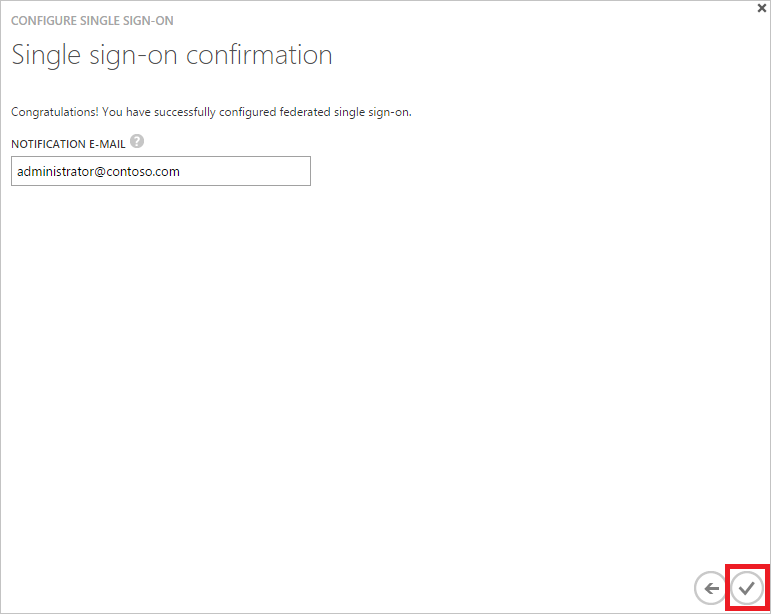 CONFIGURE SINGLE SIGN-ON
Single sign-on confirmation
Congratulations! You have successfully configured federated single sign-on.
NOTIFICATION E-MAIL ?
administrator@contoso.com